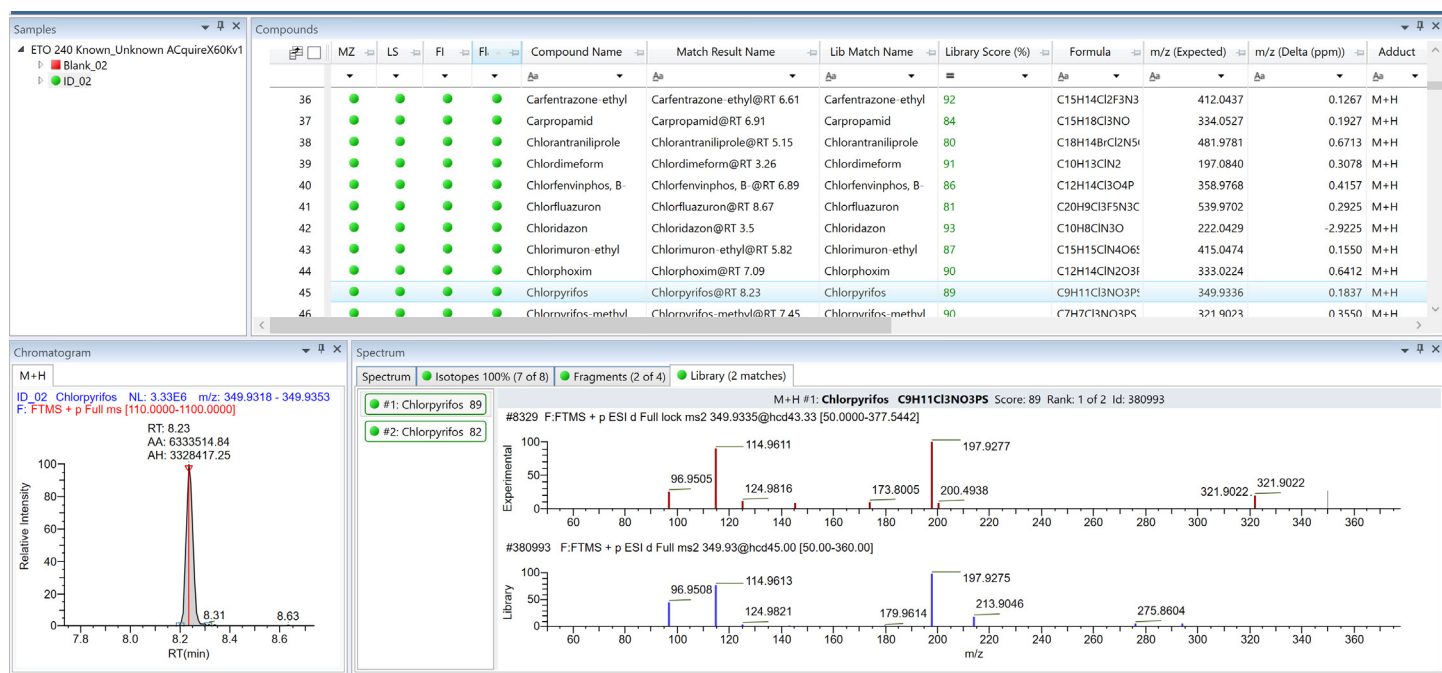 Samples
ETO 240 Known_Unknown ACquireX60Kv1
Blank_02
ID_02
Compounds
MZ LS FI Compound Name Match Result Name Lib Match Name Library Score (%) Formula m/z (Expected) m/z (Delta (ppm)) Adduct
Aa Aa Aa = Aa Aa Aa Aa
36 Carfentrazone-ethyl Carfentrazone-ethyl@RT 6.61 Carfentrazone-ethyl 92 C15H14Cl2F3N3 412.0437 0.1267 M+H
37 Carpropamid Carpropamid@RT 6.91 Carpropamid 84 C15H18Cl3NO 334.0527 0.1927 M+H
38 Chlorantraniliprole Chlorantraniliprole@RT 5.15 Chlorantraniliprole 80 C18H14BrCl2N5 481.9781 0.6713 M+H
39 Chlordimeform Chlordimeform@RT 3.26 Chlordimeform 91 C10H13ClN2 197.0840 0.3078 M+H
40 Chlorfenvinphos, B- Chlorfenvinphos, B-@RT 6.89 Chlorfenvinphos, B- 86 C12H14Cl3O4P 358.9768 0.4157 M+H
41 Chlorfluazuron Chlorfluazuron@RT 8.67 Chlorfluazuron 81 C20H9Cl3F5N3C 539.9702 0.2925 M+H
42 Chloridazon Chloridazon@RT 3.5 Chloridazon 93 C10H8ClN3O 222.0429 -2.9225 M+H
43 Chlorimuron-ethyl Chlorimuron-ethyl@RT 5.82 Chlorimuron-ethyl 87 C15H15ClN4O6S 415.0474 0.1550 M+H
44 Chlorphoxim Chlorphoxim@RT 7.09 Chlorphoxim 90 C12H14ClN2O3F 333.0224 0.6412 M+H
45 Chlorpyrifos Chlorpyrifos@RT 8.23 Chlorpyrifos 89 C9H11Cl3NO3PS 349.9336 0.1837 M+H
46 Chlorpyrifos-methyl Chlorpyrifos-methyl@RT 7.45 Chlorpyrifos-methyl 90 C7H7Cl3NO3PS 321.9023 0.3550 M+H
Chromatogram
M+H
ID_02 Chlorpyrifos NL: 3.33E6 m/z: 349.9318 - 349.9353
F: FTMS + p Full ms [110.0000-1100.0000]
RT: 8.23
AA: 6333514.84
AH: 3328417.25
Relative Intensity
100
80
60
40
20
0
8.31
8.63
7.8 8.0 8.2 8.4 8.6
RT(min)
Spectrum
Spectrum Isotopes 100% (7 of 8) Fragments (2 of 4) Library (2 matches)
#1: Chlorpyrifos 89
#2: Chlorpyrifos 82
M+H #1: Chlorpyrifos C9H11Cl3NO3PS Score: 89 Rank: 1 of 2 Id: 380993
#8329 F:FTMS + p ESI d Full lock ms2 349.9335@hcd43.33 [50.0000-377.5442]
Experimental
100
50
0
96.9505
114.9611
124.9816
173.8005
197.9277
200.4938
321.9022
321.9022
60 80 100 120 140 160 180 200 220 240 260 280 300 320 340 360
#380993 F:FTMS + p ESI d Full ms2 349.93@hcd45.00 [50.00-360.00]
Library
100
50
0
96.9508
114.9613
124.9821
179.9614
197.9275
213.9046
275.8604
60 80 100 120 140 160 180 200 220 240 260 280 300 320 340 360
m/z